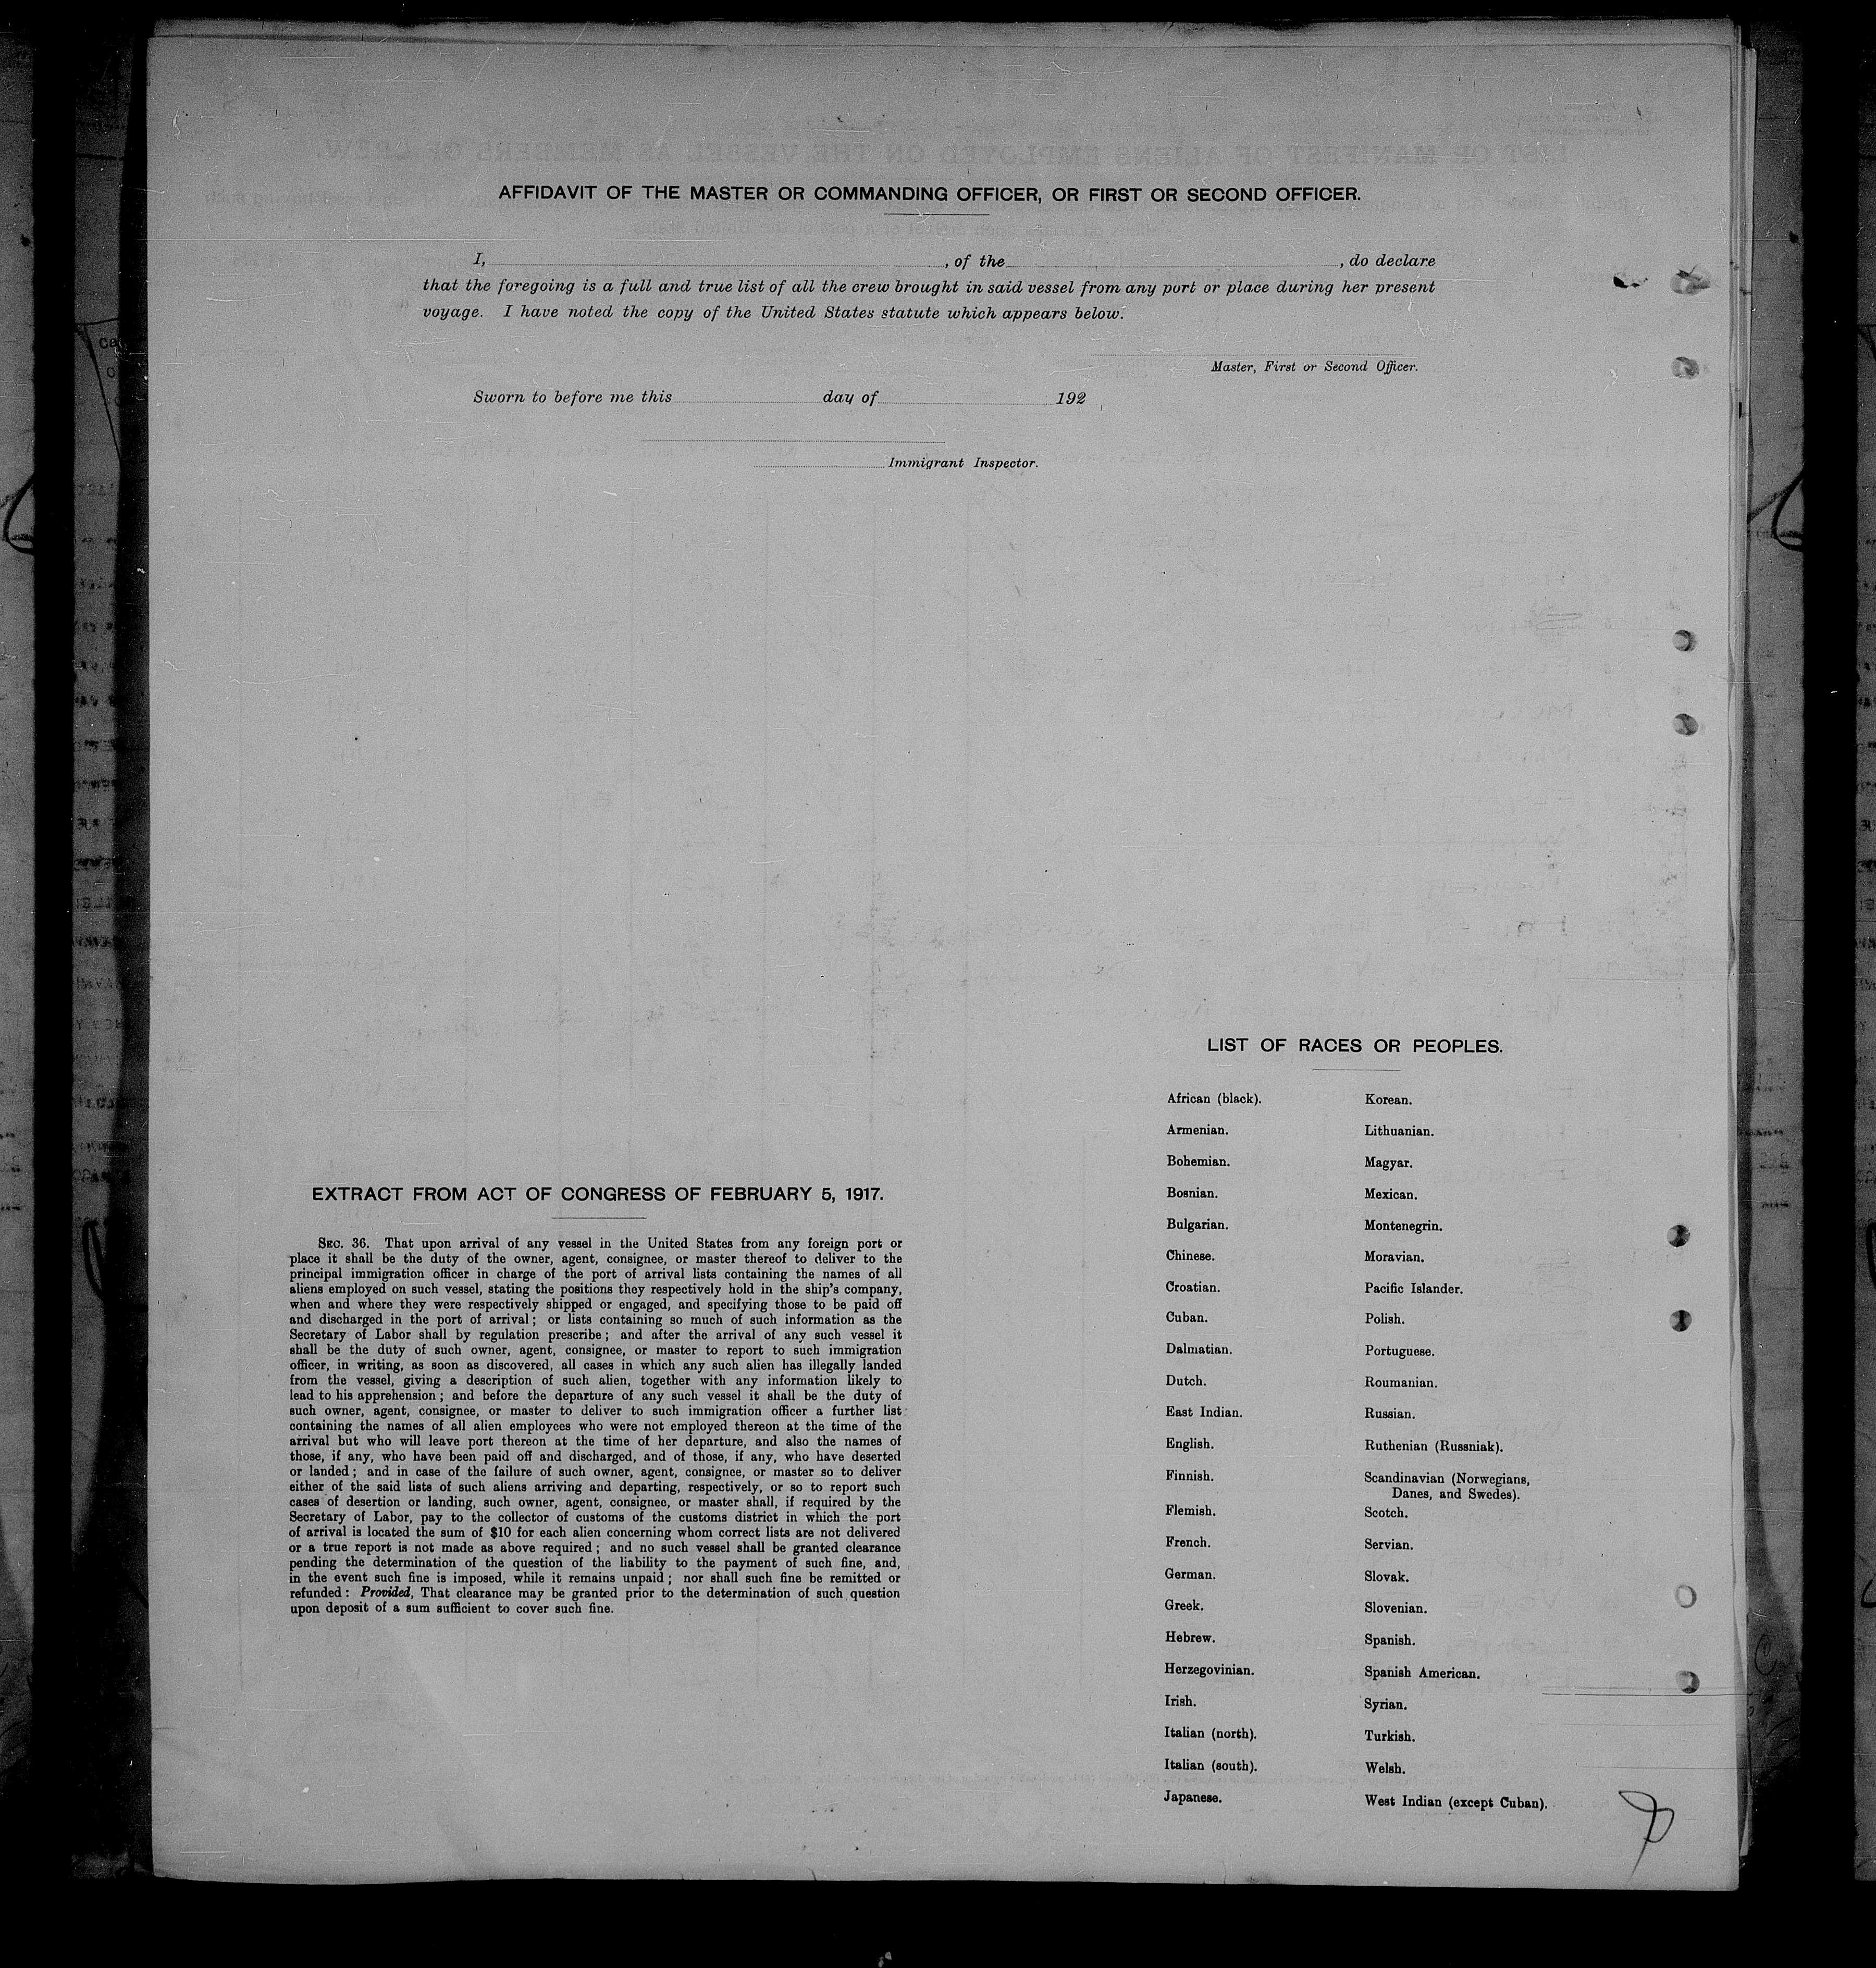 AFFIDAVIT OF THE MASTER OR COMMANDING OFFICER, OR FIRST OR SECOND OFFICER.
I, , of the , do declare
that the foregoing is a full and true list of all the crew brought in said vessel from any port or place during her present
voyage. I have noted the copy of the United States statute which appears below.
Master, First or Second Officer.
Sworn to before me this day of 192
Immigrant Inspector.
EXTRACT FROM ACT OF CONGRESS OF FEBRUARY 5, 1917.
SEC. 36. That upon arrival of any vessel in the United States from any foreign port or
place it shall be the duty of the owner, agent, consignee, or master thereof to deliver to the
principal immigration officer in charge of the port of arrival lists containing the names of all
aliens employed on such vessel, stating the positions they respectively hold in the ship's company,
when and where they were respectively shipped or engaged, and specifying those to be paid off
and discharged in the port of arrival; or lists containing so much of such information as the
Secretary of Labor shall by regulation prescribe; and after the arrival of any such vessel it
shall be the duty of such owner, agent, consignee, or master to report to such immigration
officer, in writing, as soon as discovered, all cases in which any such alien has illegally landed
from the vessel, giving a description of such alien, together with any information likely to
lead to his apprehension; and before the departure of any such vessel it shall be the duty of
such owner, agent, consignee, or master to deliver to such immigration officer a further list
containing the names of all alien employees who were not employed thereon at the time of the
arrival but who will leave port thereon at the time of her departure, and also the names of
those, if any, who have been paid off and discharged, and of those, if any, who have deserted
or landed; and in case of the failure of such owner, agent, consignee, or master so to deliver
either of the said lists of such aliens arriving and departing, respectively, or so to report such
cases of desertion or landing, such owner, agent, consignee, or master shall, if required by the
Secretary of Labor, pay to the collector of customs of the customs district in which the port
of arrival is located the sum of $10 for each alien concerning whom correct lists are not delivered
or a true report is not made as above required; and no such vessel shall be granted clearance
pending the determination of the question of the liability to the payment of such fine, and,
in the event such fine is imposed, while it remains unpaid; nor shall such fine be remitted or
refunded: Provided, That clearance may be granted prior to the determination of such question
upon deposit of a sum sufficient to cover such fine.
LIST OF RACES OR PEOPLES.
African (black).
Armenian.
Bohemian.
Bosnian.
Bulgarian.
Chinese.
Croatian.
Cuban.
Dalmatian.
Dutch.
East Indian.
English.
Finnish.
Flemish.
French.
German.
Greek.
Hebrew.
Herzegovinian.
Irish.
Italian (north).
Italian (south).
Japanese.
Korean.
Lithuanian.
Magyar.
Mexican.
Montenegrin.
Moravian.
Pacific Islander.
Polish.
Portuguese.
Roumanian.
Russian.
Ruthenian (Russniak).
Scandinavian (Norwegians,
Danes, and Swedes).
Scotch.
Servian.
Slovak.
Slovenian.
Spanish.
Spanish American.
Syrian.
Turkish.
Welsh.
West Indian (except Cuban).